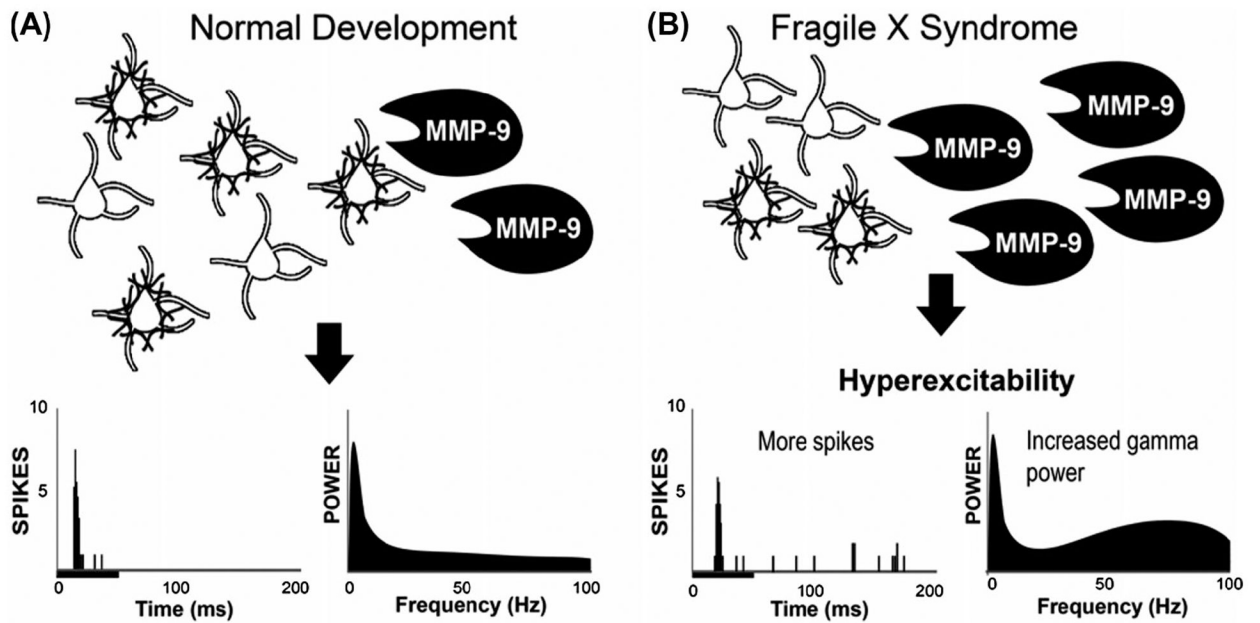 (A)
Normal Development
MMP-9
MMP-9
10
5
SPIKES
0
100
200
Time (ms)
POWER
0
50
100
Frequency (Hz)
(B)
Fragile X Syndrome
MMP-9
MMP-9
MMP-9
MMP-9
Hyperexcitability
10
5
SPIKES
More spikes
0
100
200
Time (ms)
POWER
Increased gamma
power
0
50
100
Frequency (Hz)